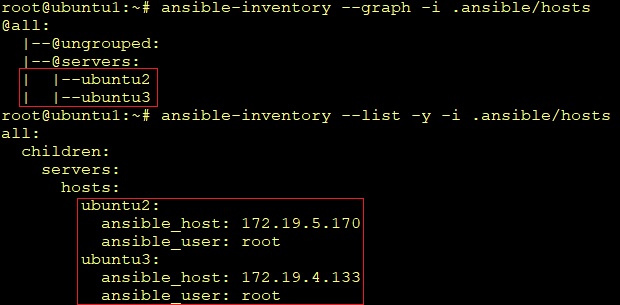 root@ubuntu1:~# ansible-inventory --graph -i .ansible/hosts
@all:
  |--@ungrouped:
  |--@servers:
  |  |--ubuntu2
  |  |--ubuntu3
root@ubuntu1:~# ansible-inventory --list -y -i .ansible/hosts
all:
  children:
    servers:
      hosts:
        ubuntu2:
          ansible_host: 172.19.5.170
          ansible_user: root
        ubuntu3:
          ansible_host: 172.19.4.133
          ansible_user: root